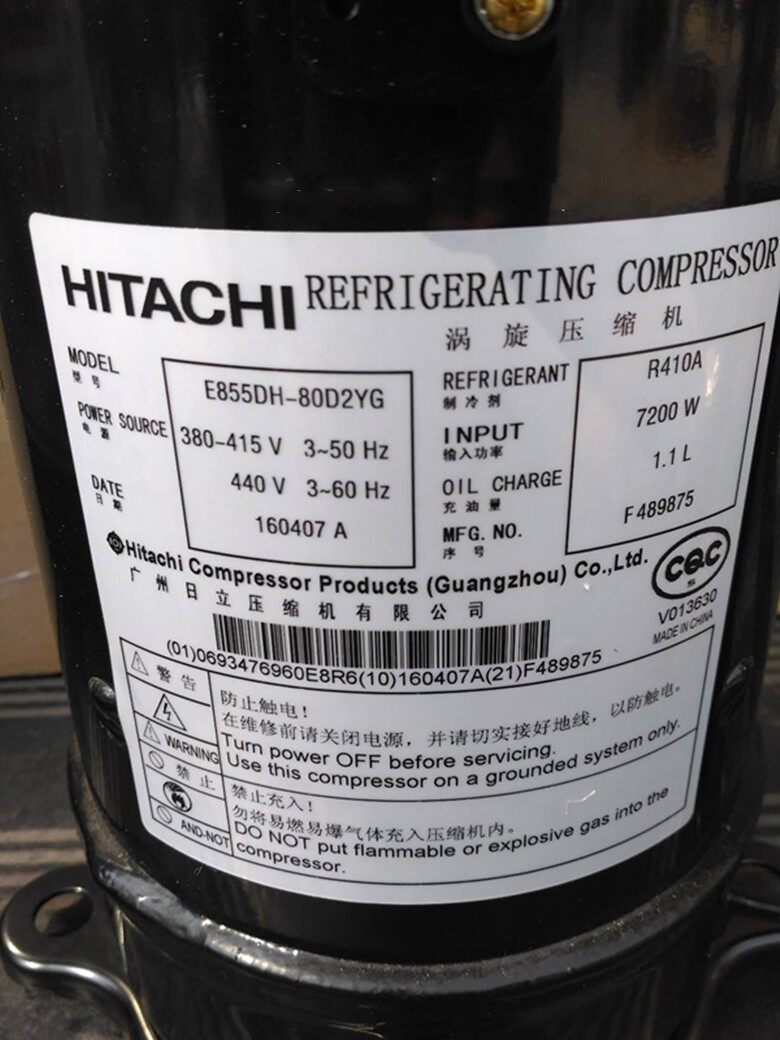 HITACHI REFRIGERATING COMPRESSOR
涡旋压缩机
MODEL E855DH-80D2YG
型号
POWER SOURCE 380-415 V 3~50 Hz
电源
440 V 3~60 Hz
DATE 160407 A
日期
REFRIGERANT R410A
制冷剂
INPUT 7200 W
输入功率
OIL CHARGE 1.1 L
充油量
MFG. NO. F489875
序号
Hitachi Compressor Products (Guangzhou) Co.,Ltd.
广州日立压缩机有限公司
CQC
S
V013630
MADE IN CHINA
(01)0693476960E8R6(10)160407A(21)F489875
警告
WARNING
防止触电!
在维修前请关闭电源，并请切实接好地线，以防触电。
Turn power OFF before servicing.
Use this compressor on a grounded system only.
禁止
AND-NOT
禁止充入!
勿将易燃易爆气体充入压缩机内。
DO NOT put flammable or explosive gas into the
compressor.